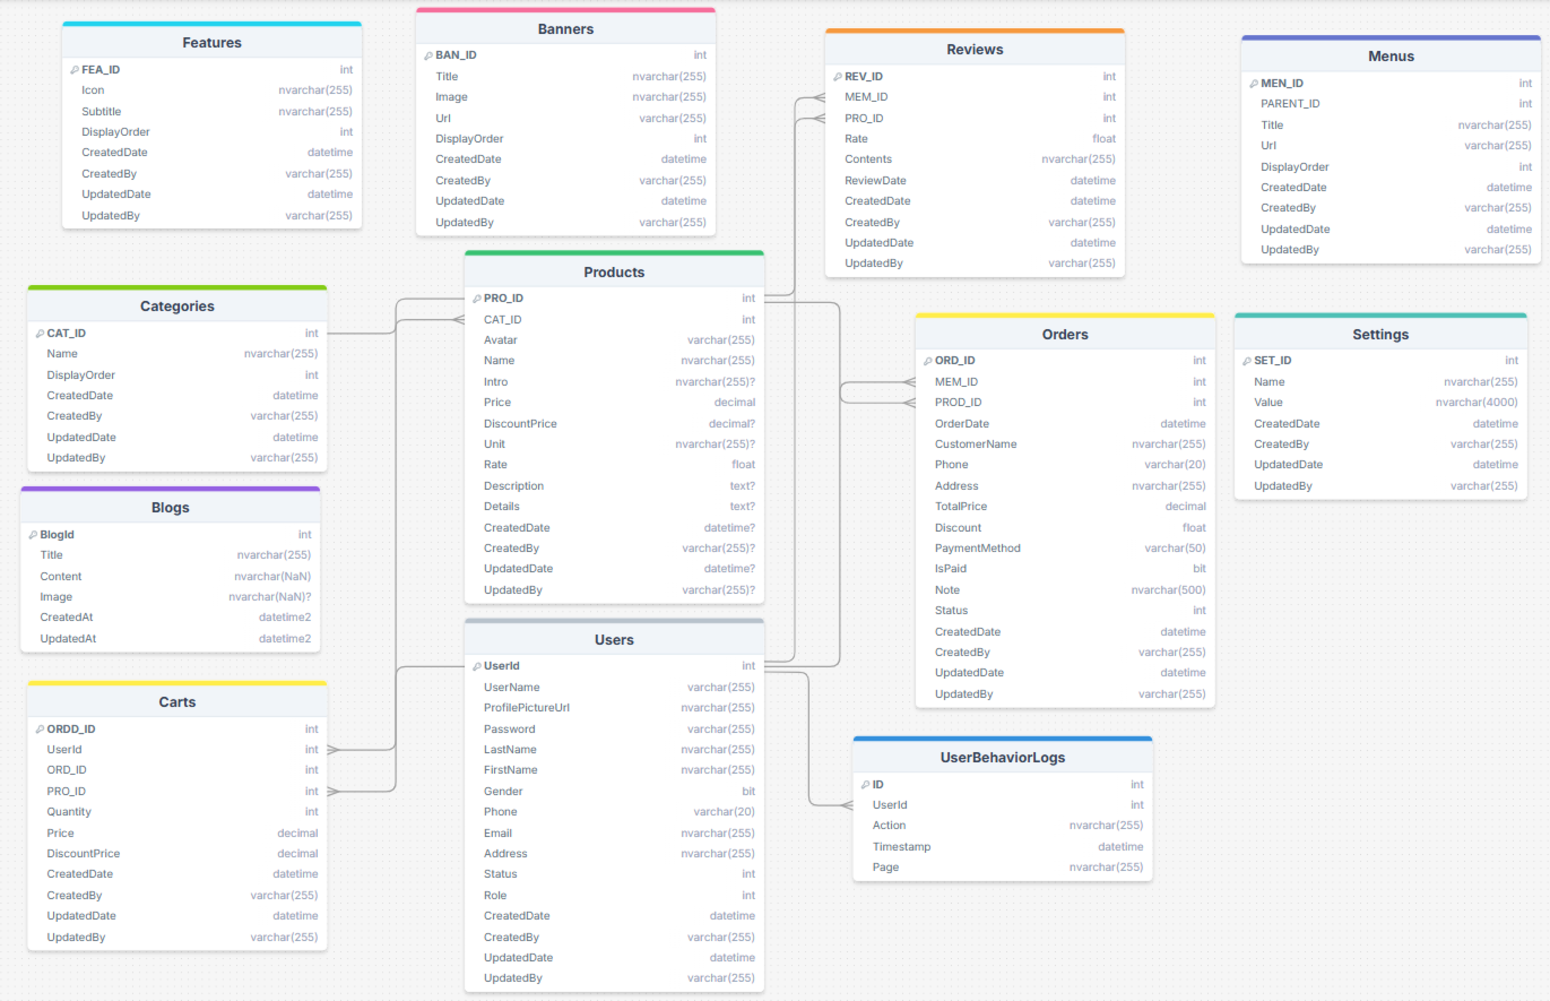 Features
FEA_ID int
Icon nvarchar(255)
Subtitle nvarchar(255)
DisplayOrder int
CreatedDate datetime
CreatedBy varchar(255)
UpdatedDate datetime
UpdatedBy varchar(255)
Banners
BAN_ID int
Title nvarchar(255)
Image nvarchar(255)
Url varchar(255)
DisplayOrder int
CreatedDate datetime
CreatedBy varchar(255)
UpdatedDate datetime
UpdatedBy varchar(255)
Reviews
REV_ID int
MEM_ID int
PRO_ID int
Rate float
Contents nvarchar(255)
ReviewDate datetime
CreatedDate datetime
CreatedBy varchar(255)
UpdatedDate datetime
UpdatedBy varchar(255)
Menus
MEN_ID int
PARENT_ID int
Title nvarchar(255)
Url varchar(255)
DisplayOrder int
CreatedDate datetime
CreatedBy varchar(255)
UpdatedDate datetime
UpdatedBy varchar(255)
Categories
CAT_ID int
Name nvarchar(255)
DisplayOrder int
CreatedDate datetime
CreatedBy varchar(255)
UpdatedDate datetime
UpdatedBy varchar(255)
Products
PRO_ID int
CAT_ID int
Avatar varchar(255)
Name nvarchar(255)
Intro nvarchar(255)?
Price decimal
DiscountPrice decimal?
Unit nvarchar(255)?
Rate float
Description text?
Details text?
CreatedDate datetime?
CreatedBy varchar(255)?
UpdatedDate datetime?
UpdatedBy varchar(255)?
Orders
ORD_ID int
MEM_ID int
PROD_ID int
OrderDate datetime
CustomerName nvarchar(255)
Phone varchar(20)
Address nvarchar(255)
TotalPrice decimal
Discount float
PaymentMethod varchar(50)
IsPaid bit
Note nvarchar(500)
Status int
CreatedDate datetime
CreatedBy varchar(255)
UpdatedDate datetime
UpdatedBy varchar(255)
Settings
SET_ID int
Name nvarchar(255)
Value nvarchar(4000)
CreatedDate datetime
CreatedBy varchar(255)
UpdatedDate datetime
UpdatedBy varchar(255)
Blogs
BlogId int
Title nvarchar(255)
Content nvarchar(NaN)
Image nvarchar(NaN)?
CreatedAt datetime2
UpdatedAt datetime2
Carts
ORDD_ID int
UserId int
ORD_ID int
PRO_ID int
Quantity int
Price decimal
DiscountPrice decimal
CreatedDate datetime
CreatedBy varchar(255)
UpdatedDate datetime
UpdatedBy varchar(255)
Users
UserId int
UserName varchar(255)
ProfilePictureUrl nvarchar(255)
Password varchar(255)
LastName nvarchar(255)
FirstName nvarchar(255)
Gender bit
Phone varchar(20)
Email nvarchar(255)
Address nvarchar(255)
Status int
Role int
CreatedDate datetime
CreatedBy varchar(255)
UpdatedDate datetime
UpdatedBy varchar(255)
UserBehaviorLogs
ID int
UserId int
Action nvarchar(255)
Timestamp datetime
Page nvarchar(255)